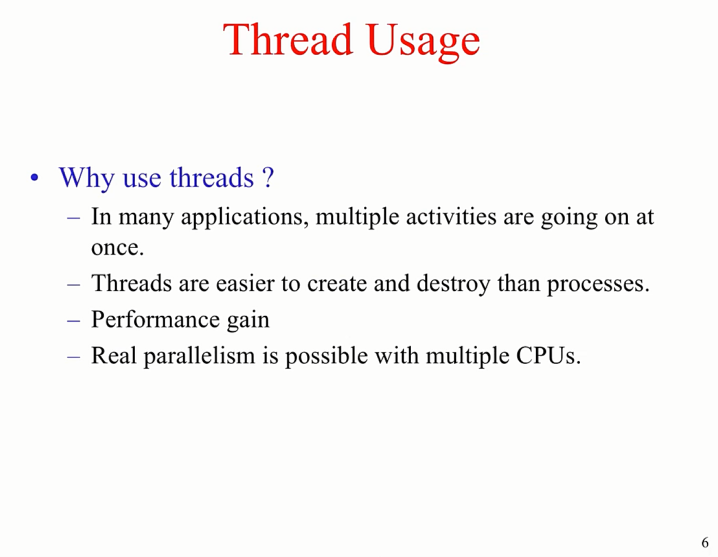 Thread Usage
• Why use threads ?
– In many applications, multiple activities are going on at
once.
– Threads are easier to create and destroy than processes.
– Performance gain
– Real parallelism is possible with multiple CPUs.
6